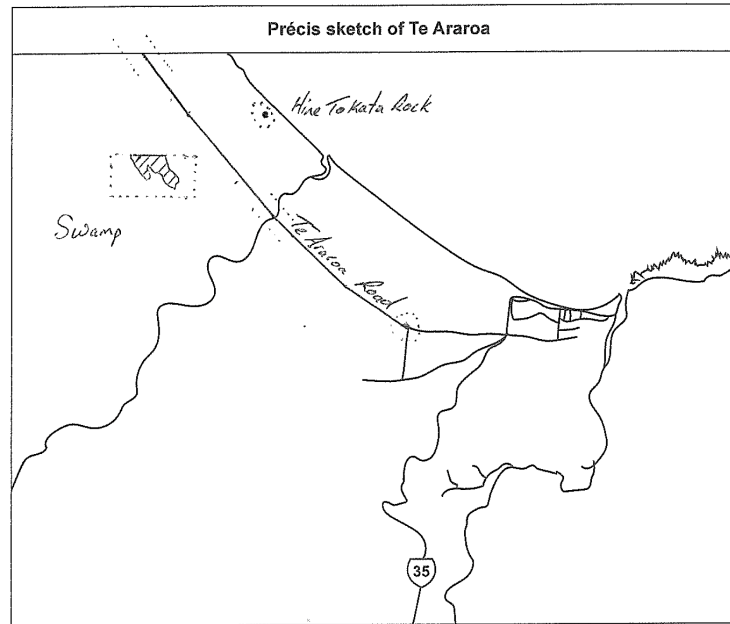 Précis sketch of Te Araroa
Hine Tokata Rock
Swamp
Te Araroa Road
35